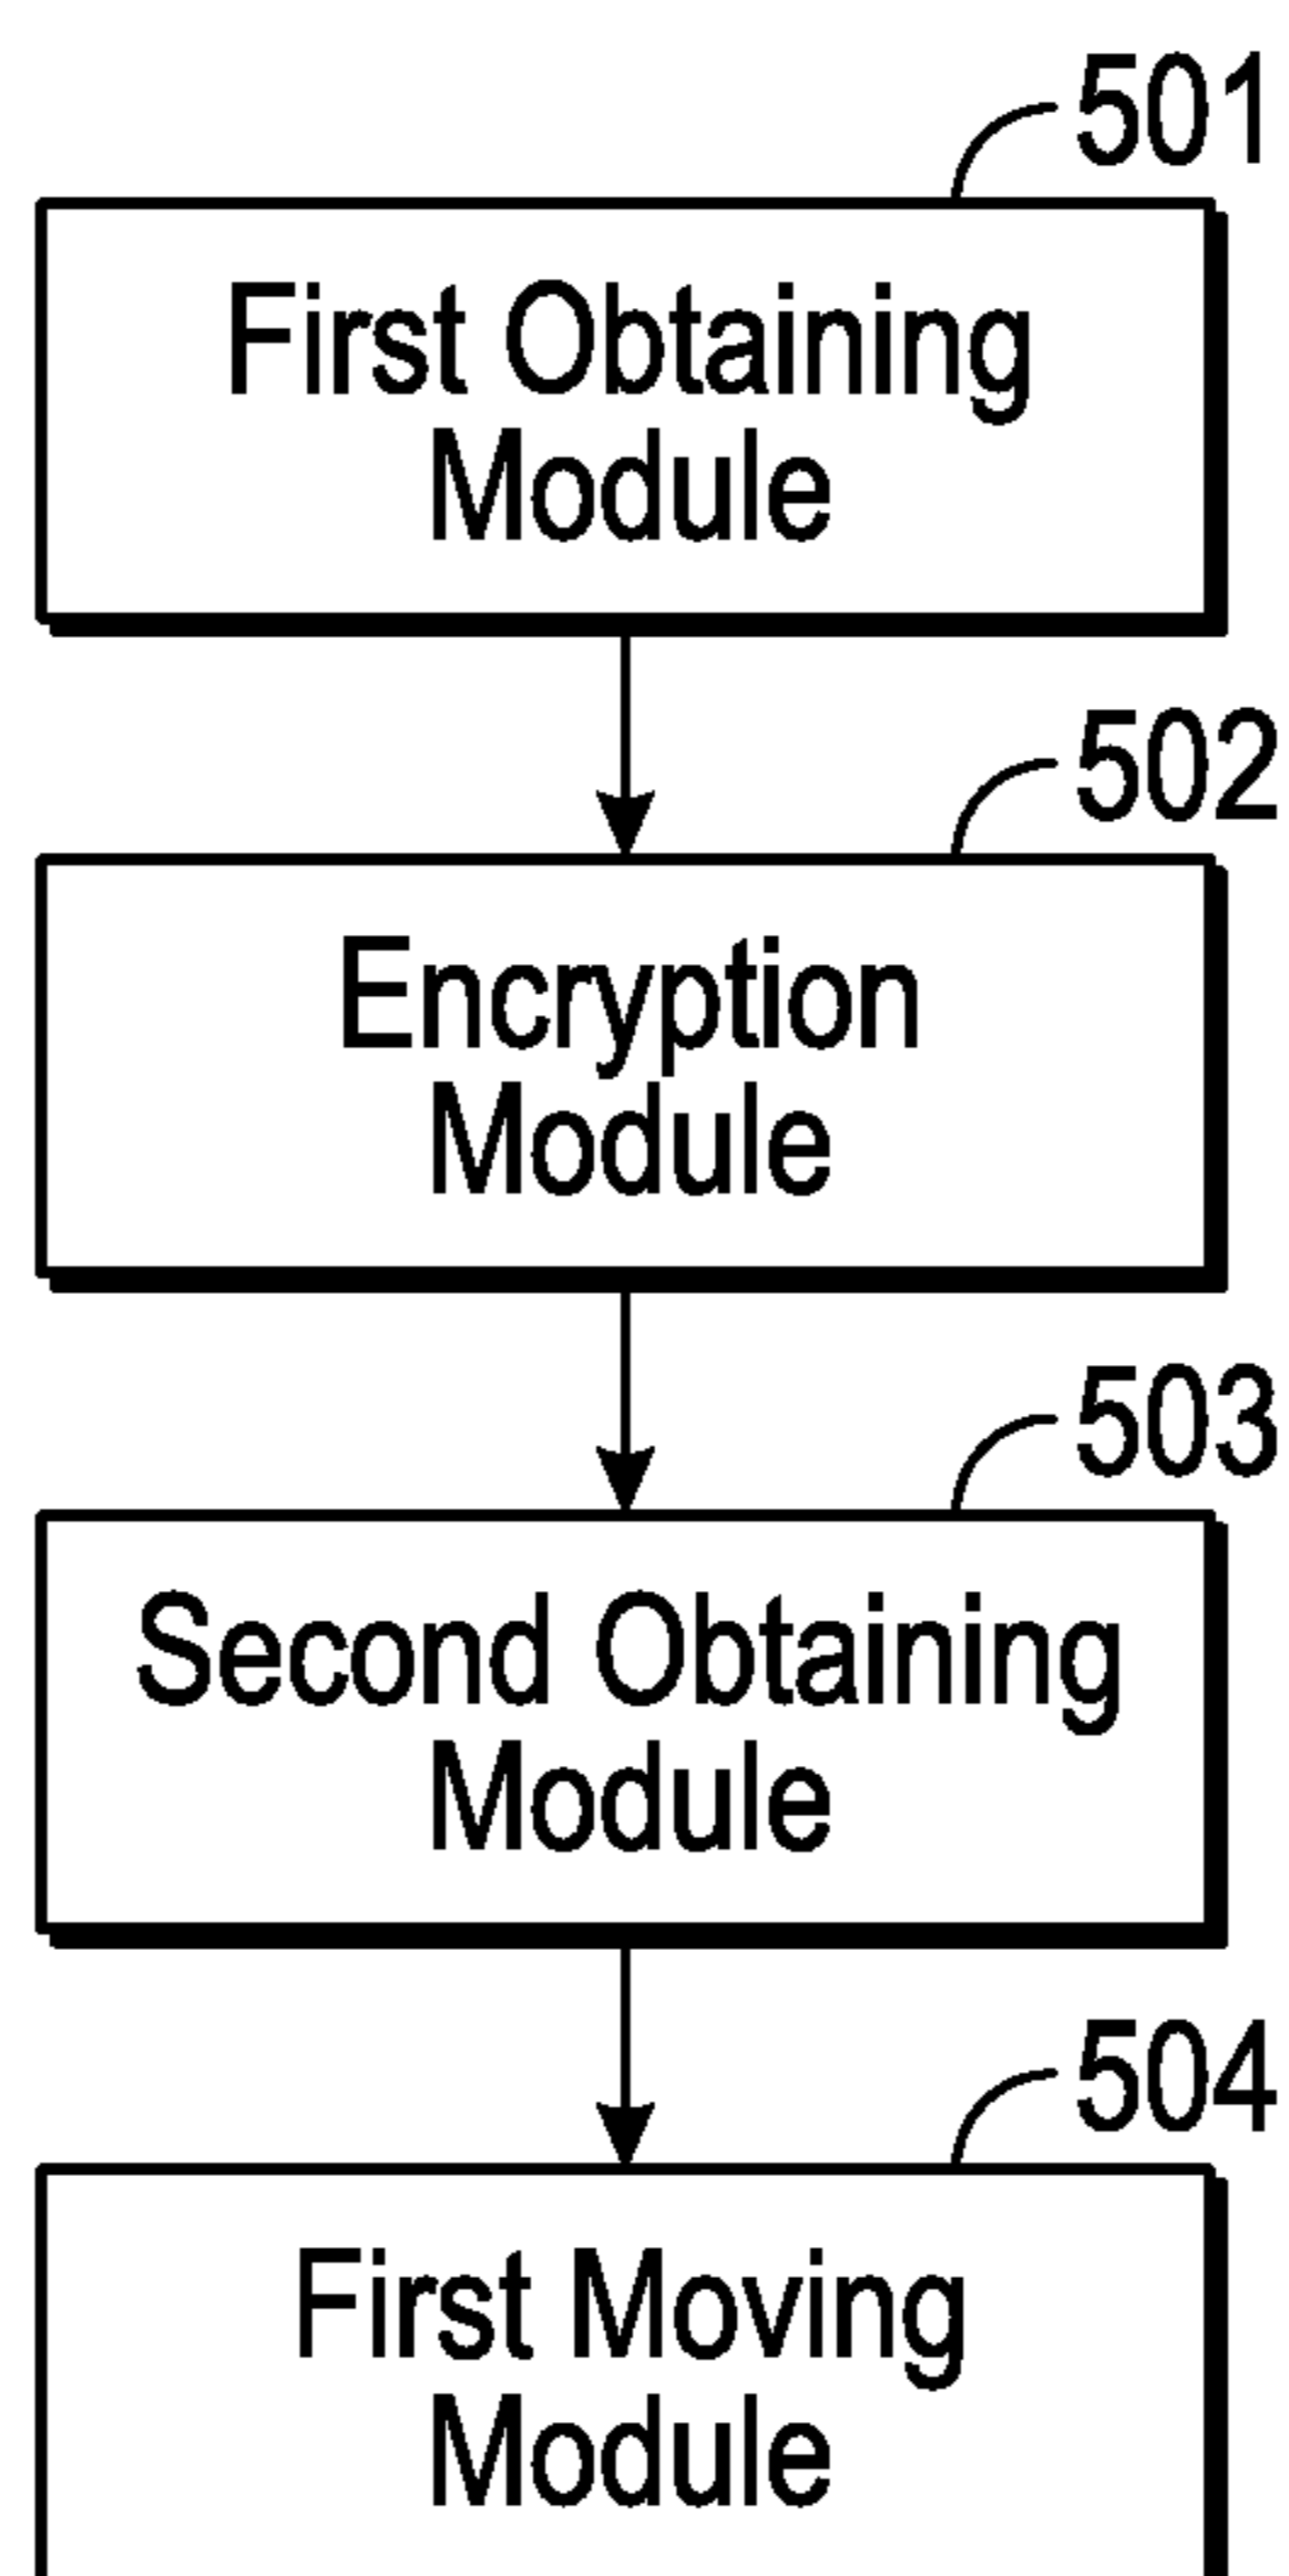 501
First Obtaining
Module
502
Encryption
Module
503
Second Obtaining
Module
504
First Moving
Module